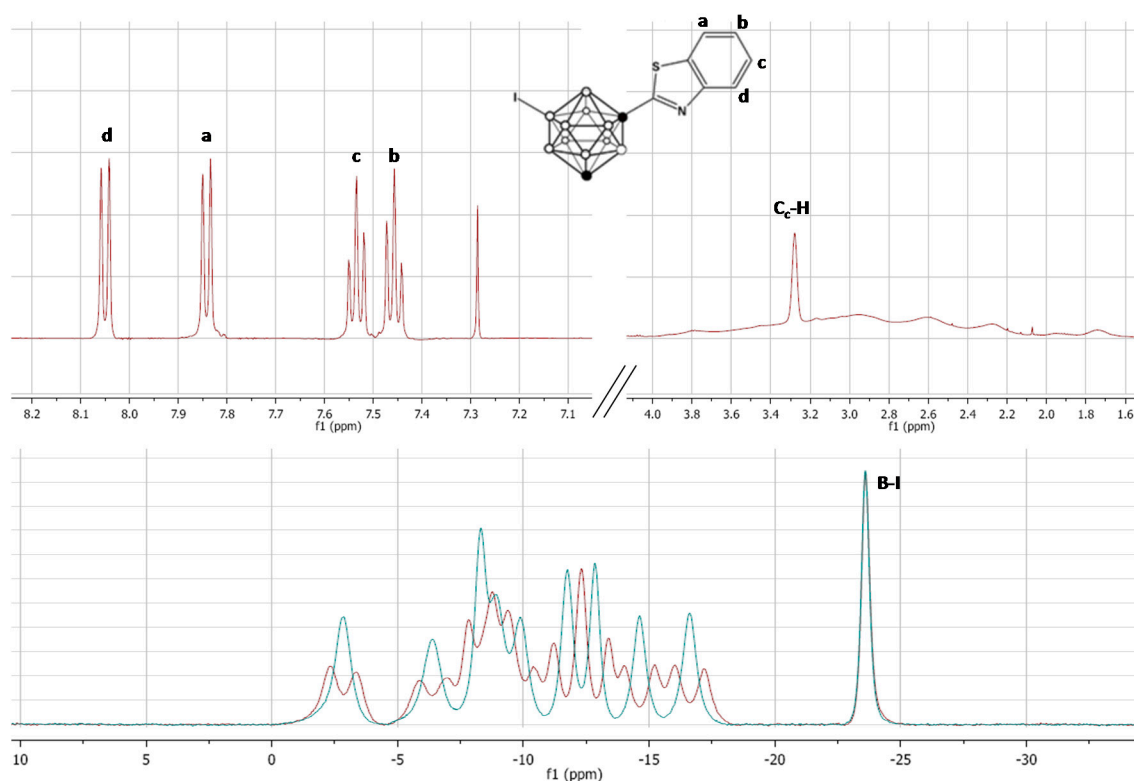 a
b
S
c
I
N
d
d
a
c
b
Cc-H
8.2 8.1 8.0 7.9 7.8 7.7 7.6 7.5 7.4 7.3 7.2 7.1
f1 (ppm)
4.0 3.8 3.6 3.4 3.2 3.0 2.8 2.6 2.4 2.2 2.0 1.8 1.6
f1 (ppm)
B-I
10 5 0 -5 -10 -15 -20 -25 -30
f1 (ppm)